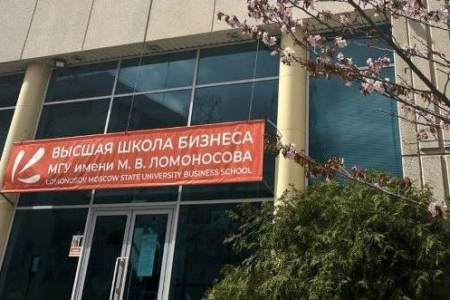 ВЫСШАЯ ШКОЛА БИЗНЕСА
МГУ имени М. В. ЛОМОНОСОВА
LOMONOSOV MOSCOW STATE UNIVERSITY BUSINESS SCHOOL